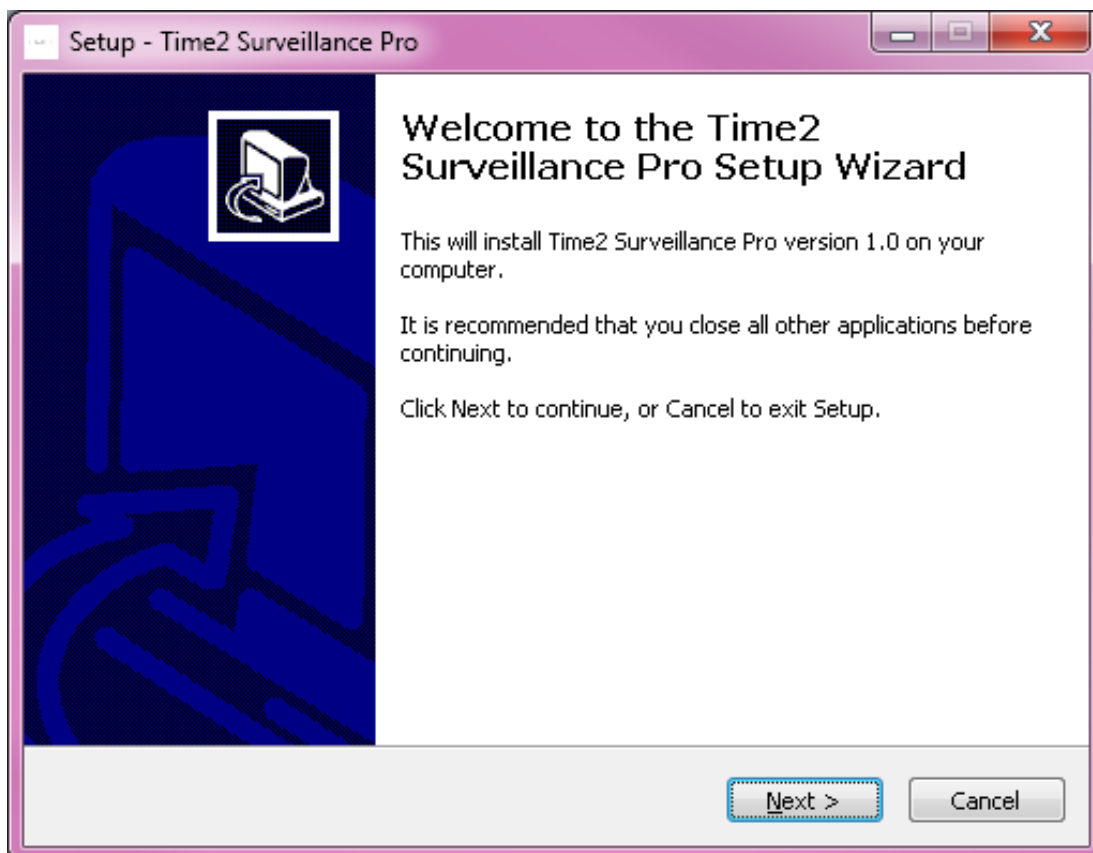 Setup - Time2 Surveillance Pro
Welcome to the Time2
Surveillance Pro Setup Wizard
This will install Time2 Surveillance Pro version 1.0 on your
computer.
It is recommended that you close all other applications before
continuing.
Click Next to continue, or Cancel to exit Setup.
Next >
Cancel